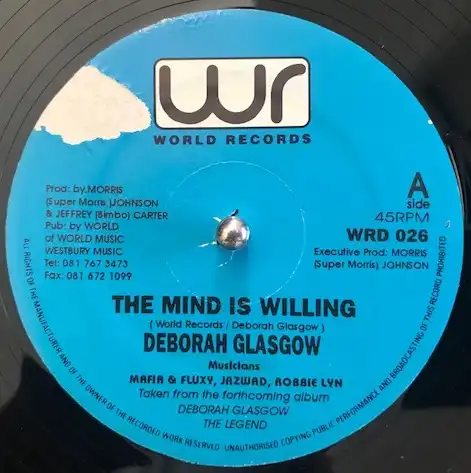 wr
WORLD RECORDS
Prod: by.MORRIS
(Super Morris)JOHNSON
& JEFFREY (Bimbo) CARTER
Pub: by WORLD
of WORLD MUSIC
WESTBURY MUSIC
Tel: 081 767 3473
Fax: 081 672 1099
A
side
45RPM
WRD 026
Executive Prod: MORRIS
(Super Morris) JOHNSON
THE MIND IS WILLING
( World Records / Deborah Glasgow )
DEBORAH GLASGOW
Musicians
MAFIA & FLUXY, JAZWAD, ROBBIE LYN
Taken from the forthcoming album
DEBORAH GLASGOW
THE LEGEND
ALL RIGHTS OF THE MANUFACTURER AND OF THE OWNER OF THE RECORDED WORK RESERVED UNAUTHORISED COPYING PUBLIC PERFORMANCE AND BROADCASTING OF THIS RECORD PROHIBITED